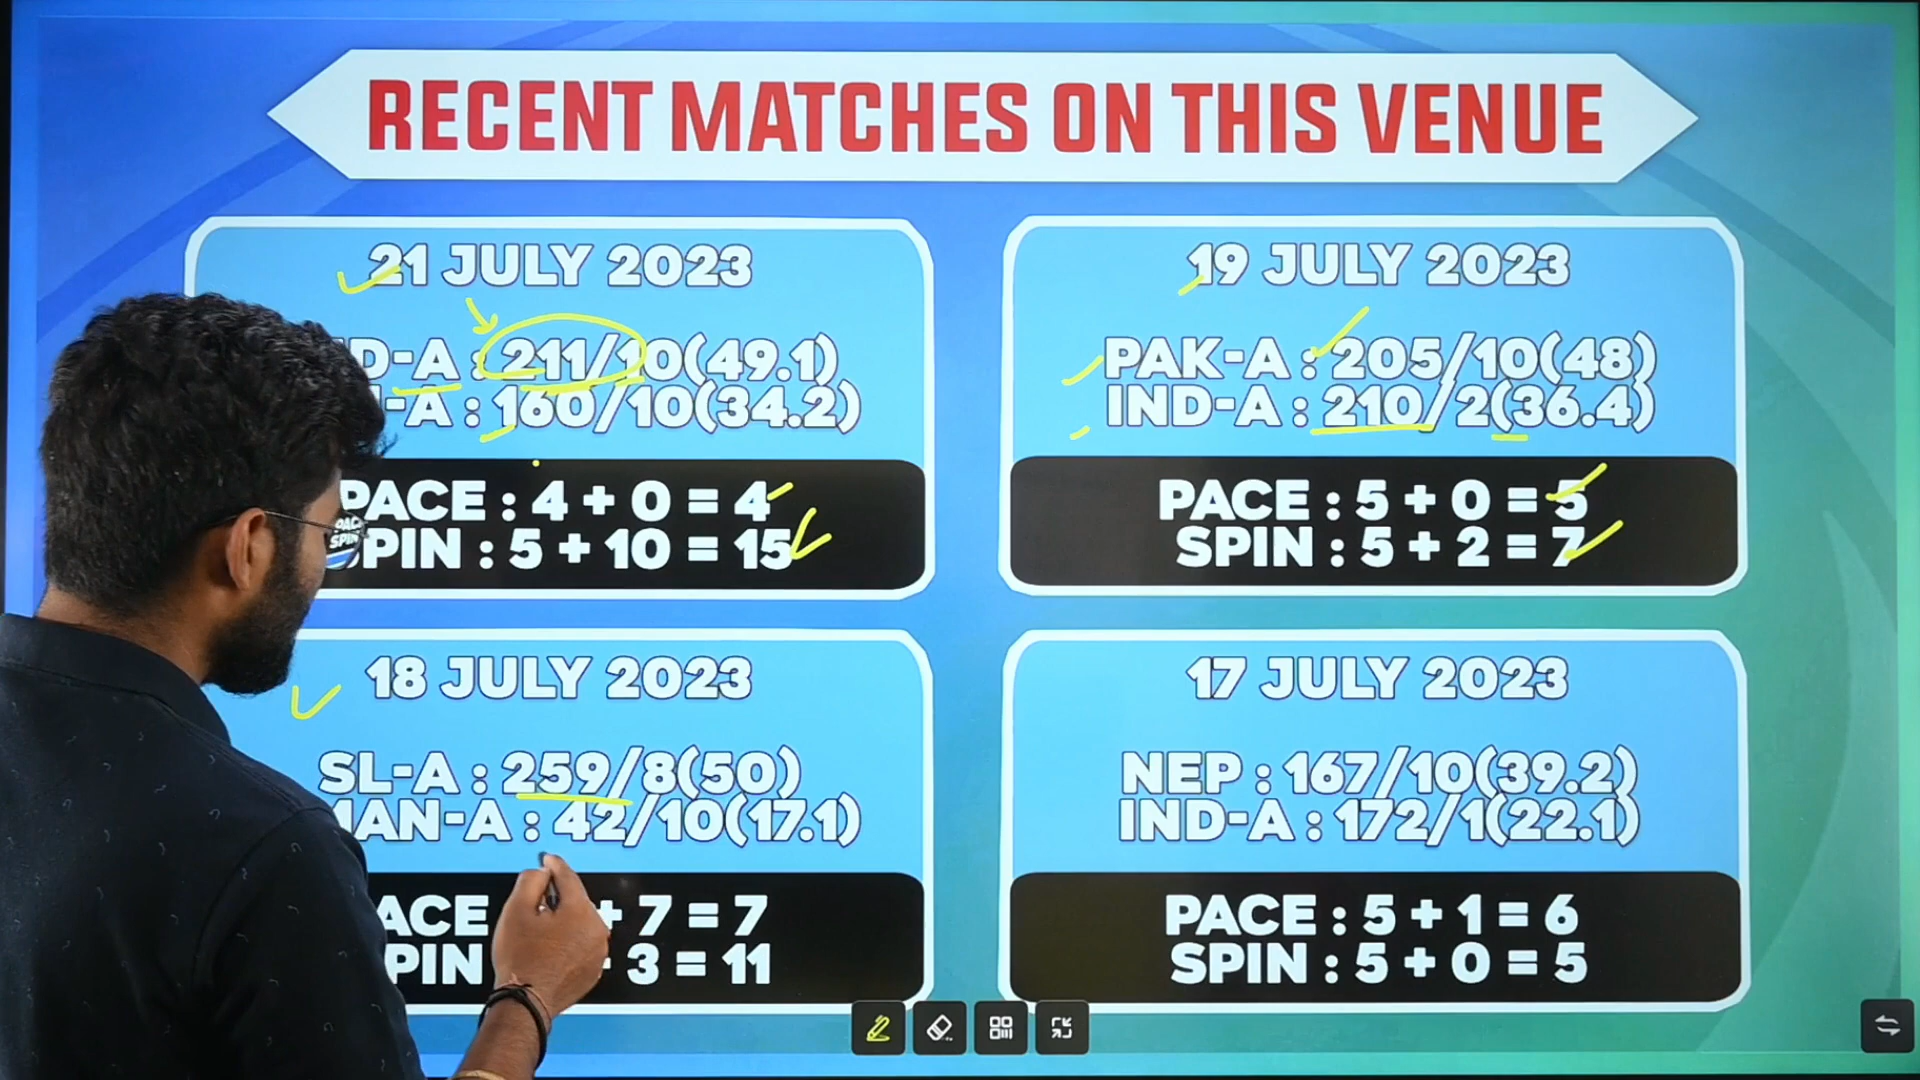 RECENT MATCHES ON THIS VENUE
21 JULY 2023
D-A : 211/10(49.1)
-A : 160/10(34.2)
PACE : 4 + 0 = 4
PIN : 5 + 10 = 15
19 JULY 2023
PAK-A : 205/10(48)
IND-A : 210/2(36.4)
PACE : 5 + 0 = 5
SPIN : 5 + 2 = 7
18 JULY 2023
SL-A : 259/8(50)
MAN-A : 42/10(17.1)
ACE + 7 = 7
PIN 3 = 11
17 JULY 2023
NEP : 167/10(39.2)
IND-A : 172/1(22.1)
PACE : 5 + 1 = 6
SPIN : 5 + 0 = 5